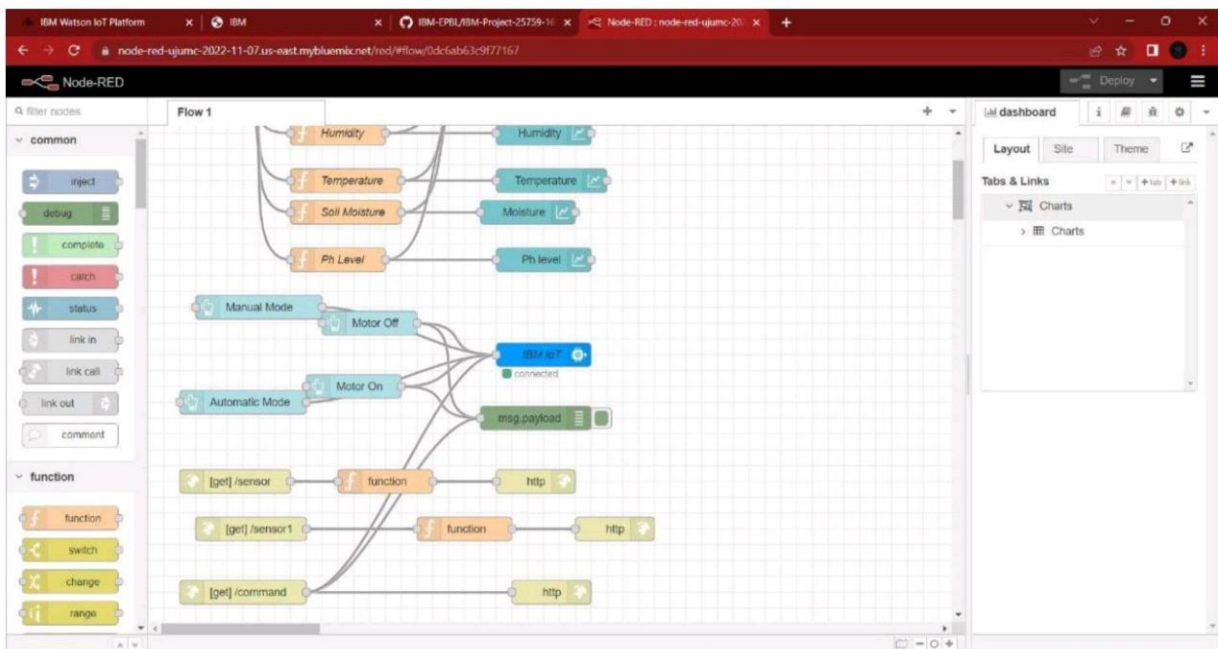 IBM Watson IoT Platform
IBM
IBM-EPBL/IBM-Project-25759-16
Node-RED : node-red-ujumc-202
node-red-ujumc-2022-11-07.us-east.mybluemix.net/red/#flow/0dc6ab63c9f77167
Node-RED
Deploy
filter nodes
Flow 1
dashboard
common
inject
debug
complete
catch
status
link in
link call
link out
comment
function
function
switch
change
range
Humidity
Humidity
Temperature
Temperature
Soli Moisture
Moisture
Ph Level
Ph level
Manual Mode
Motor Off
IBM IoT
connected
Motor On
Automatic Mode
msg.payload
[get] /sensor
function
http
[get] /sensor1
function
http
[get] /command
http
Layout
Site
Theme
Tabs & Links
+ tab
+ link
Charts
Charts